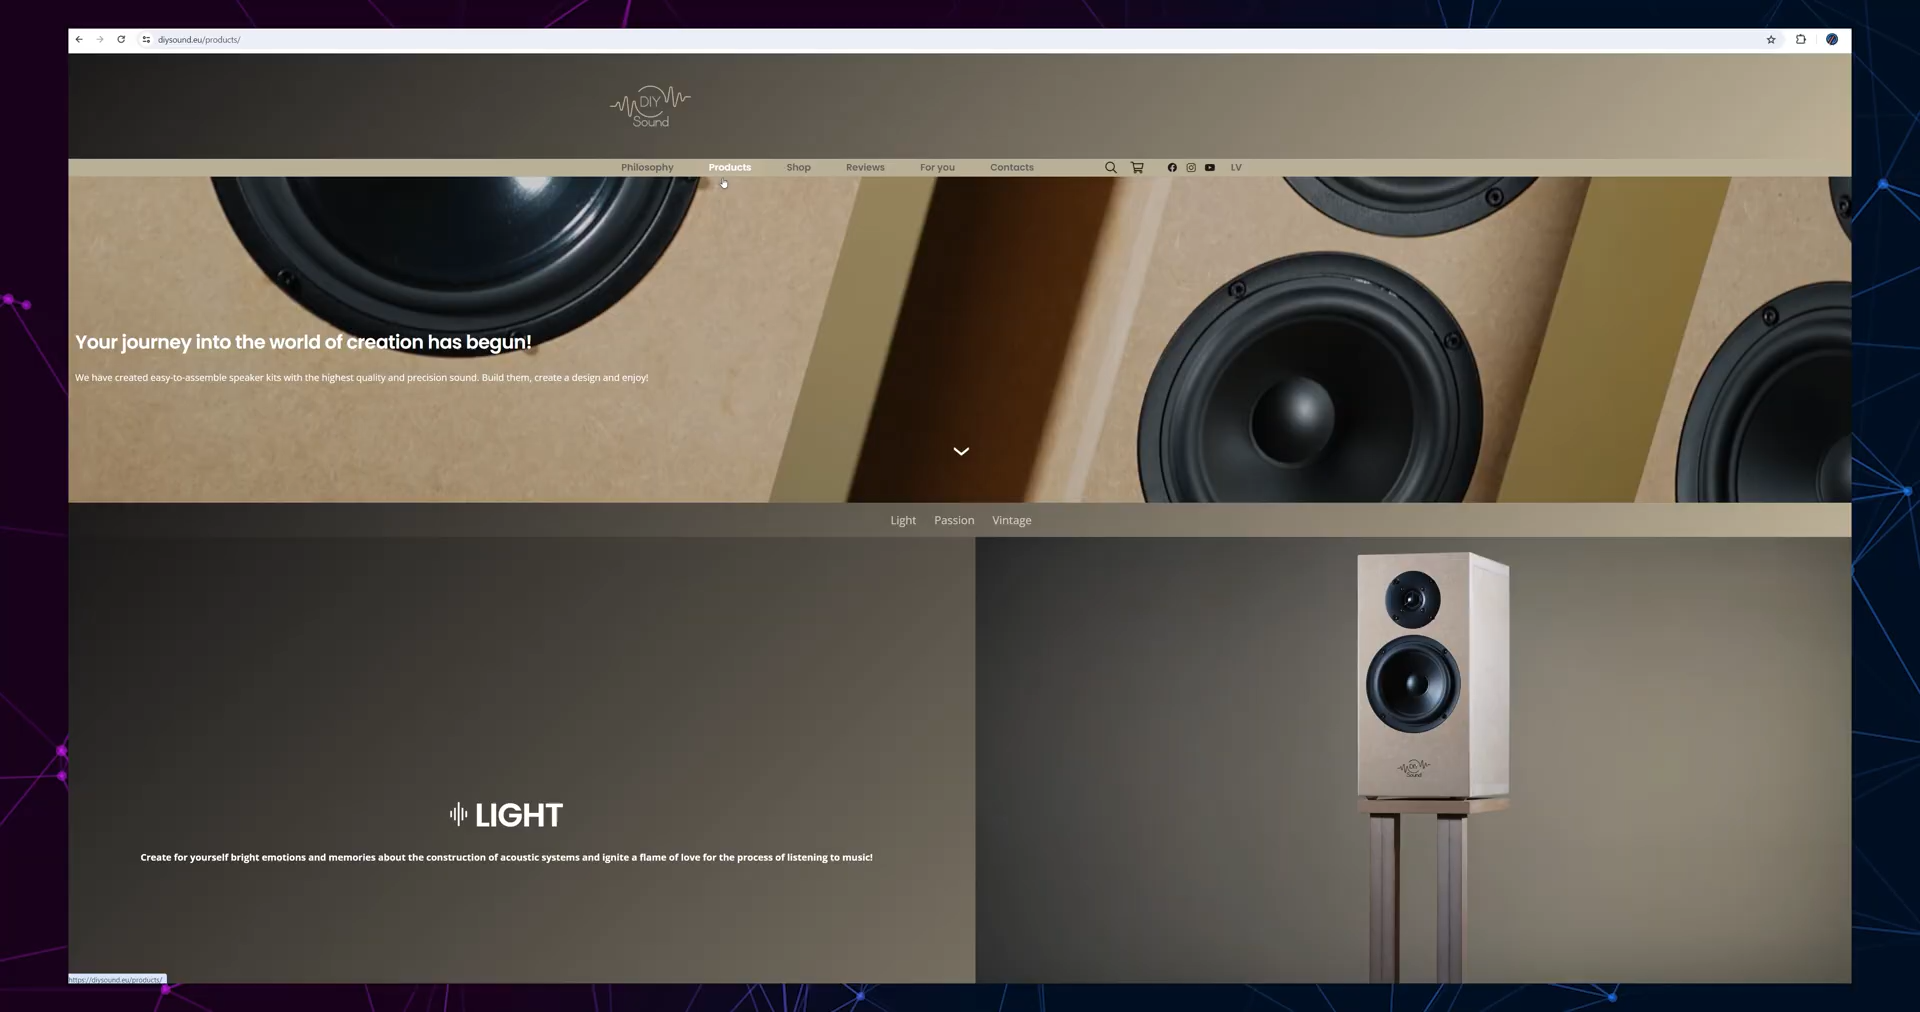 diysound.eu/products/
DIY
Sound
Philosophy
Products
Shop
Reviews
For you
Contacts
LV
Your journey into the world of creation has begun!
We have created easy-to-assemble speaker kits with the highest quality and precision sound. Build them, create a design and enjoy!
Light
Passion
Vintage
LIGHT
Create for yourself bright emotions and memories about the construction of acoustic systems and ignite a flame of love for the process of listening to music!
DIY
Sound
https://diysound.eu/products/